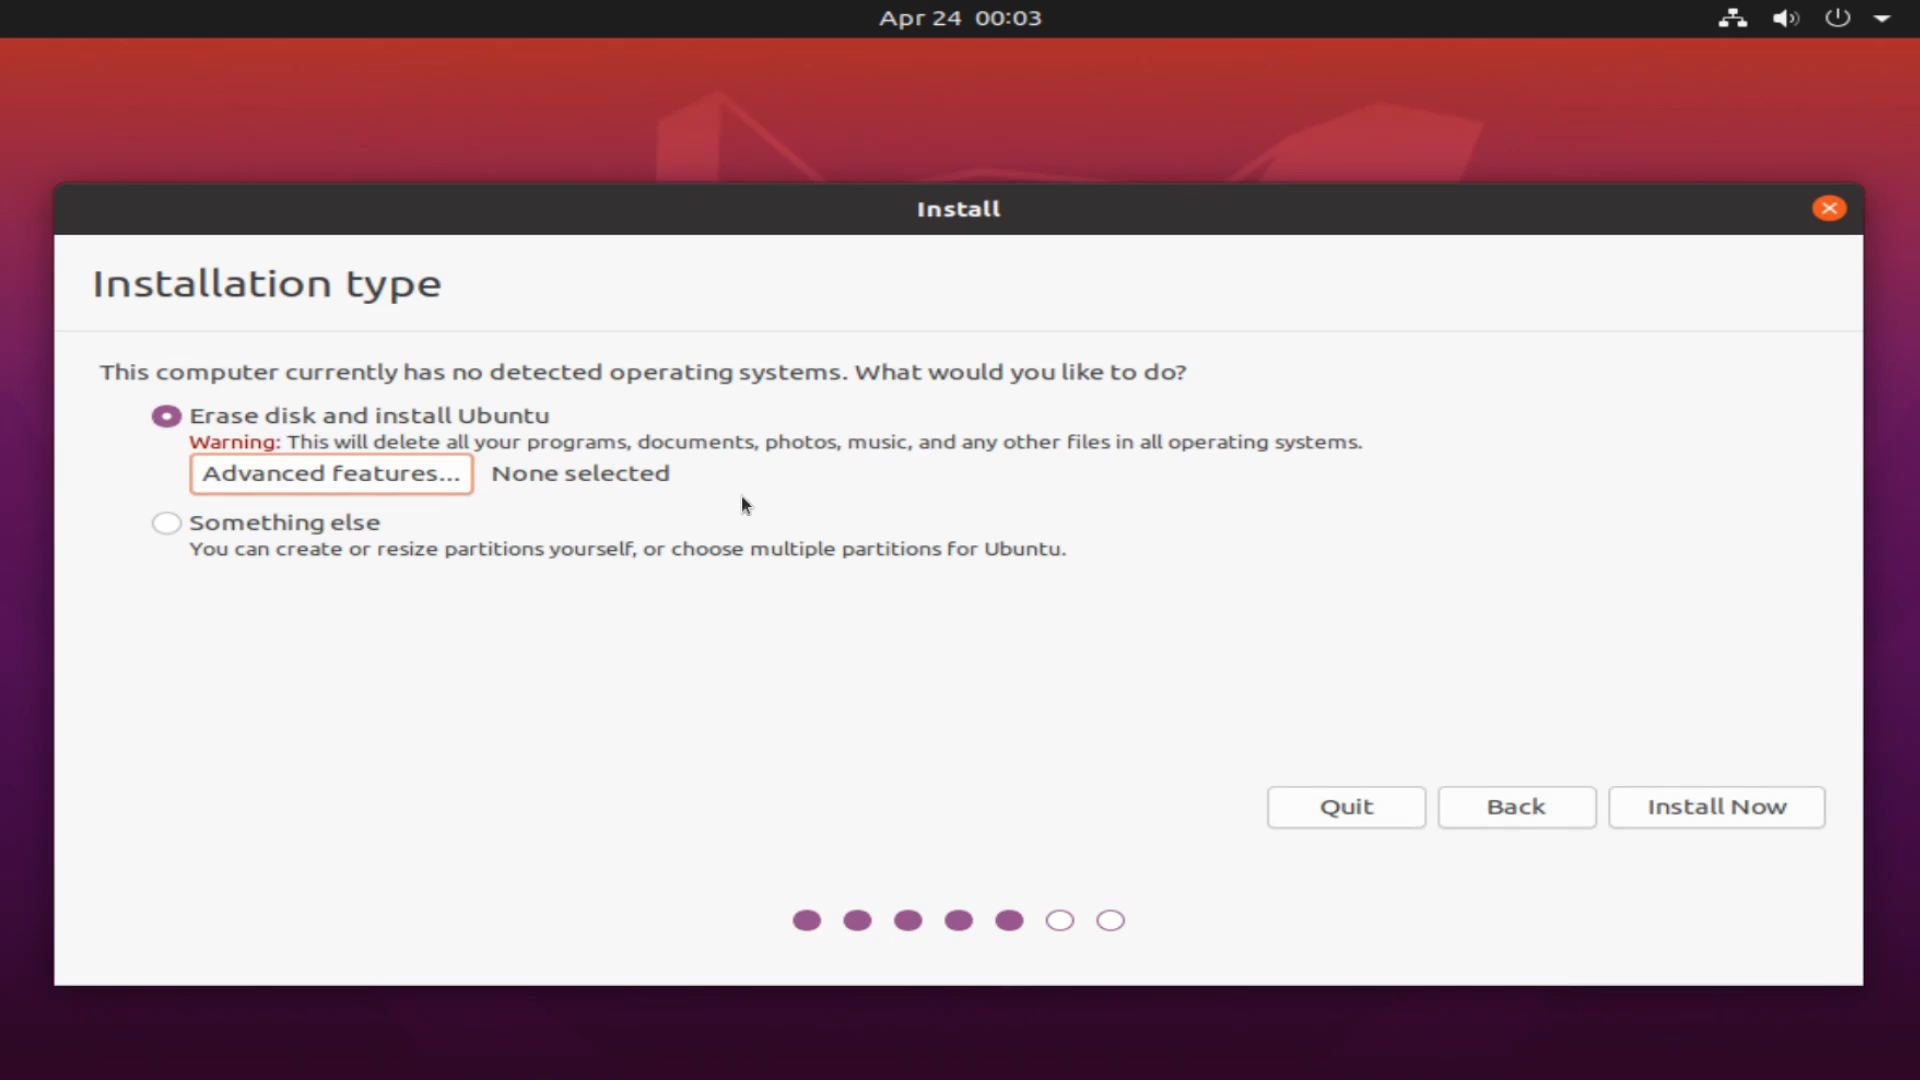 Apr 24 00:03
Install
Installation type
This computer currently has no detected operating systems. What would you like to do?
Erase disk and install Ubuntu
Warning: This will delete all your programs, documents, photos, music, and any other files in all operating systems.
Advanced features... None selected
Something else
You can create or resize partitions yourself, or choose multiple partitions for Ubuntu.
Quit Back Install Now